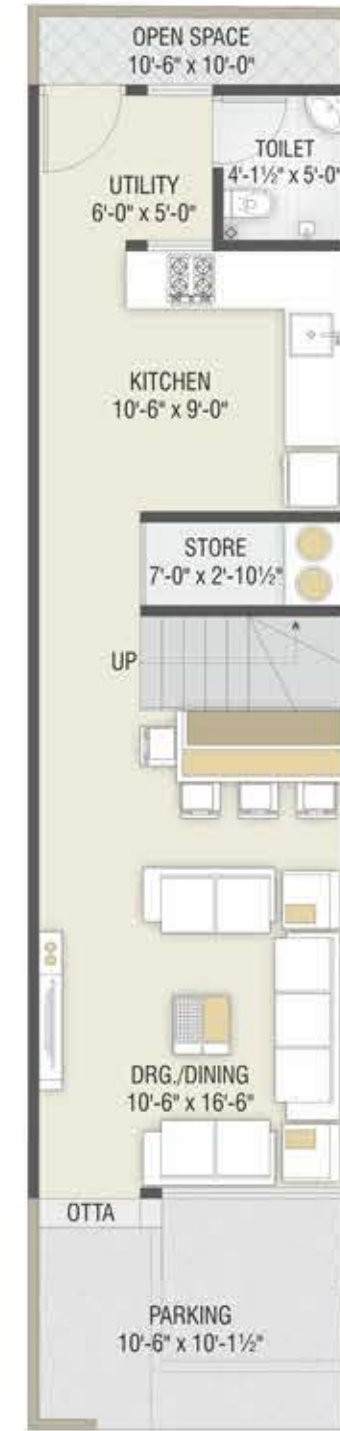 OPEN SPACE
10'-6" x 10'-0"
TOILET
4'-1½" x 5'-0"
UTILITY
6'-0" x 5'-0"
KITCHEN
10'-6" x 9'-0"
STORE
7'-0" x 2'-10½"
UP
DRG./DINING
10'-6" x 16'-6"
OTTA
PARKING
10'-6" x 10'-1½"